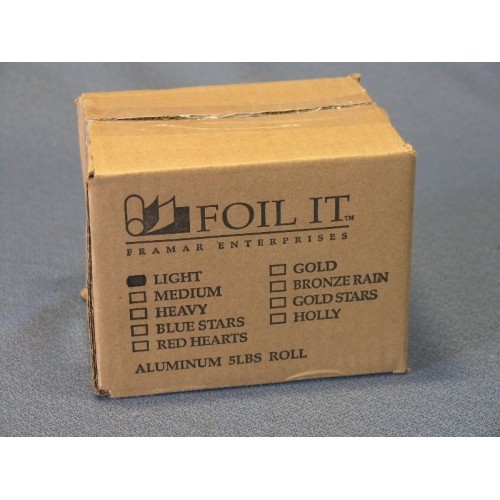 FOIL IT™
FRAMAR ENTERPRISES
LIGHT
MEDIUM
HEAVY
BLUE STARS
RED HEARTS
GOLD
BRONZE RAIN
GOLD STARS
HOLLY
ALUMINUM 5LBS ROLL